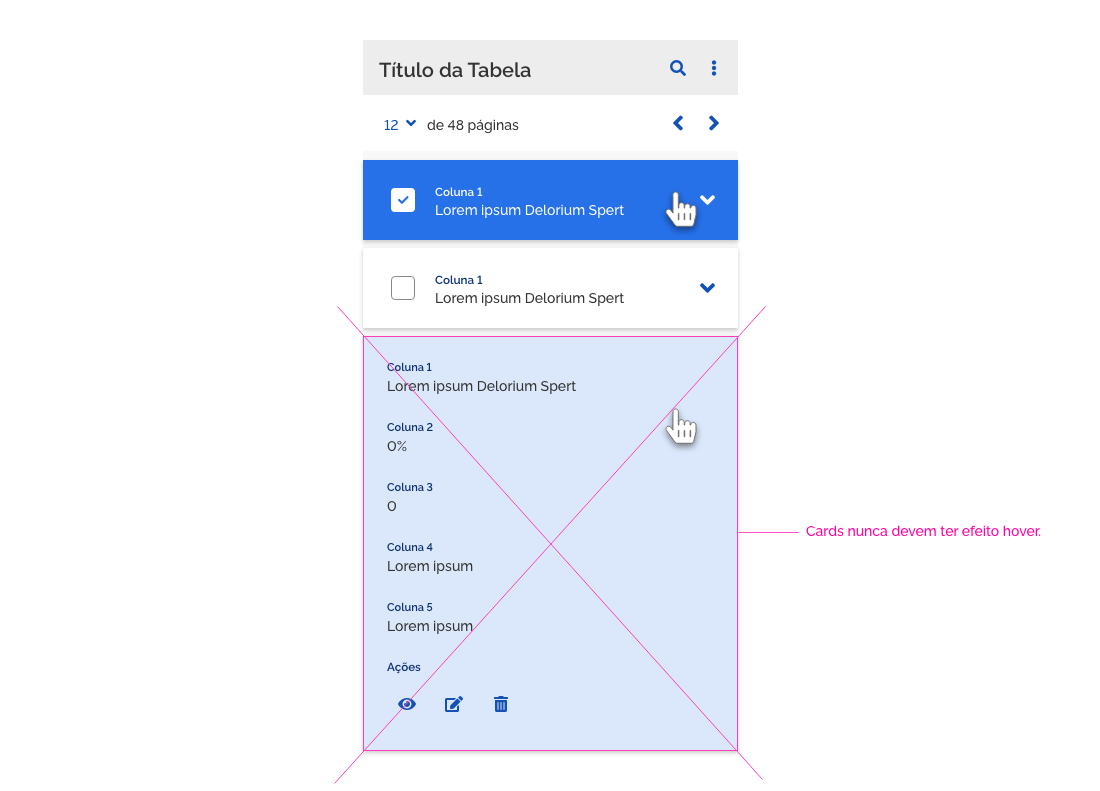 Título da Tabela
12 de 48 páginas
Coluna 1
Lorem ipsum Delorium Spert
Coluna 1
Lorem ipsum Delorium Spert
Coluna 1
Lorem ipsum Delorium Spert
Coluna 2
0%
Coluna 3
0
Cards nunca devem ter efeito hover.
Coluna 4
Lorem ipsum
Coluna 5
Lorem ipsum
Ações